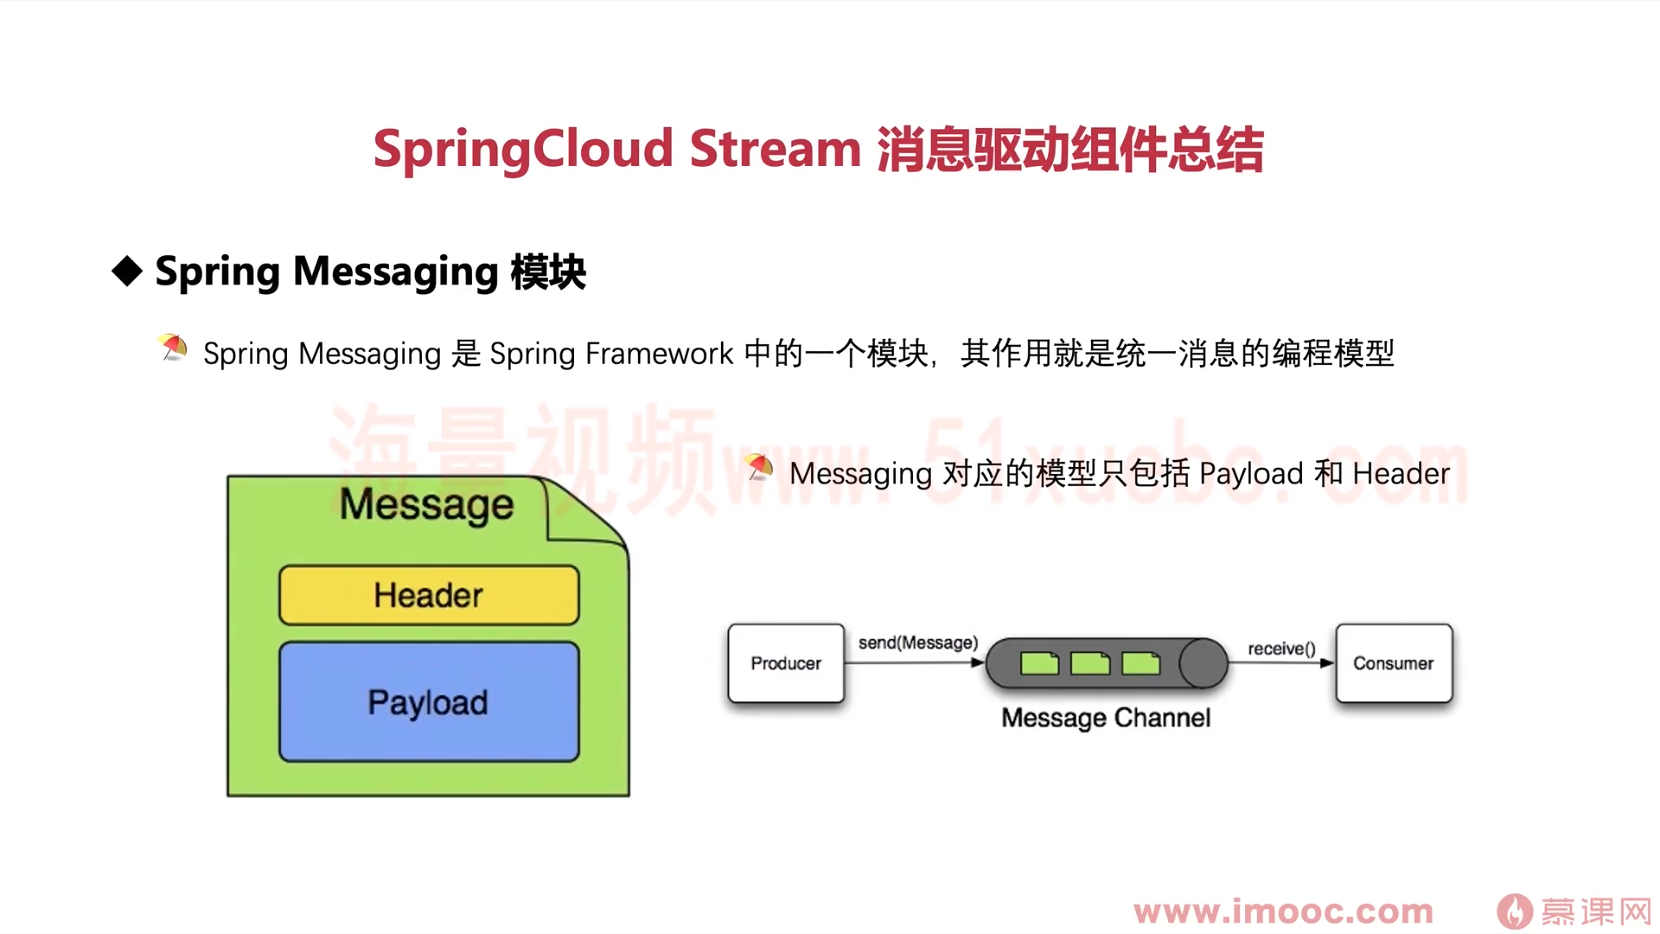 SpringCloud Stream 消息驱动组件总结
◆ Spring Messaging 模块
Spring Messaging 是 Spring Framework 中的一个模块，其作用就是统一消息的编程模型
海量视频www.51xuebc.com
Messaging 对应的模型只包括 Payload 和 Header
Message
Header
Payload
Producer
send(Message)
receive()
Consumer
Message Channel
www.imooc.com
慕课网